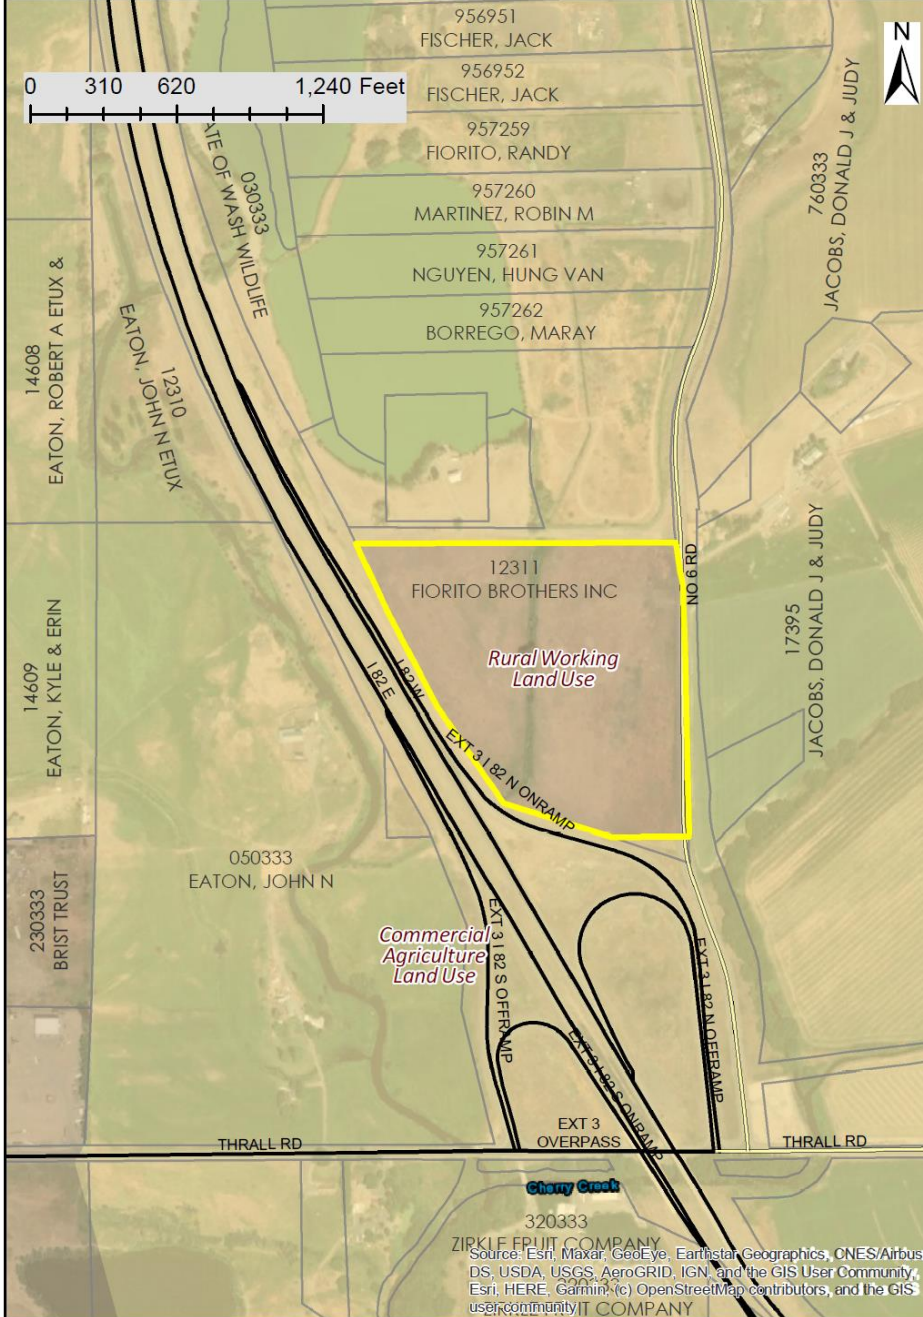 956951
FISCHER, JACK
N
0 310 620 1,240 Feet
956952
FISCHER, JACK
957259
FIORITO, RANDY
030333
ATE OF WASH WILDLIFE
957260
MARTINEZ, ROBIN M
760333
JACOBS, DONALD J & JUDY
957261
NGUYEN, HUNG VAN
957262
BORREGO, MARAY
14608
EATON, ROBERT A ETUX &
12310
EATON, JOHN N ETUX
12311
FIORITO BROTHERS INC
NO 6 RD
17395
JACOBS, DONALD J & JUDY
14609
EATON, KYLE & ERIN
Rural Working
Land Use
I 82 W
I 82 E
EXT 3 I 82 N ONRAMP
050333
EATON, JOHN N
230333
BRIST TRUST
Commercial
Agriculture
Land Use
EXT 3 I 82 S OFFRAMP
EXT 3 I 82 N OFFRAMP
EXT 3 I 82 S ONRAMP
EXT 3
OVERPASS
THRALL RD
THRALL RD
Cherry Creek
320333
ZIRKLE FRUIT COMPANY
Source: Esri, Maxar, GeoEye, Earthstar Geographics, CNES/Airbus
DS, USDA, USGS, AeroGRID, IGN, and the GIS User Community,
Esri, HERE, Garmin, (c) OpenStreetMap contributors, and the GIS
user community
FRUIT COMPANY